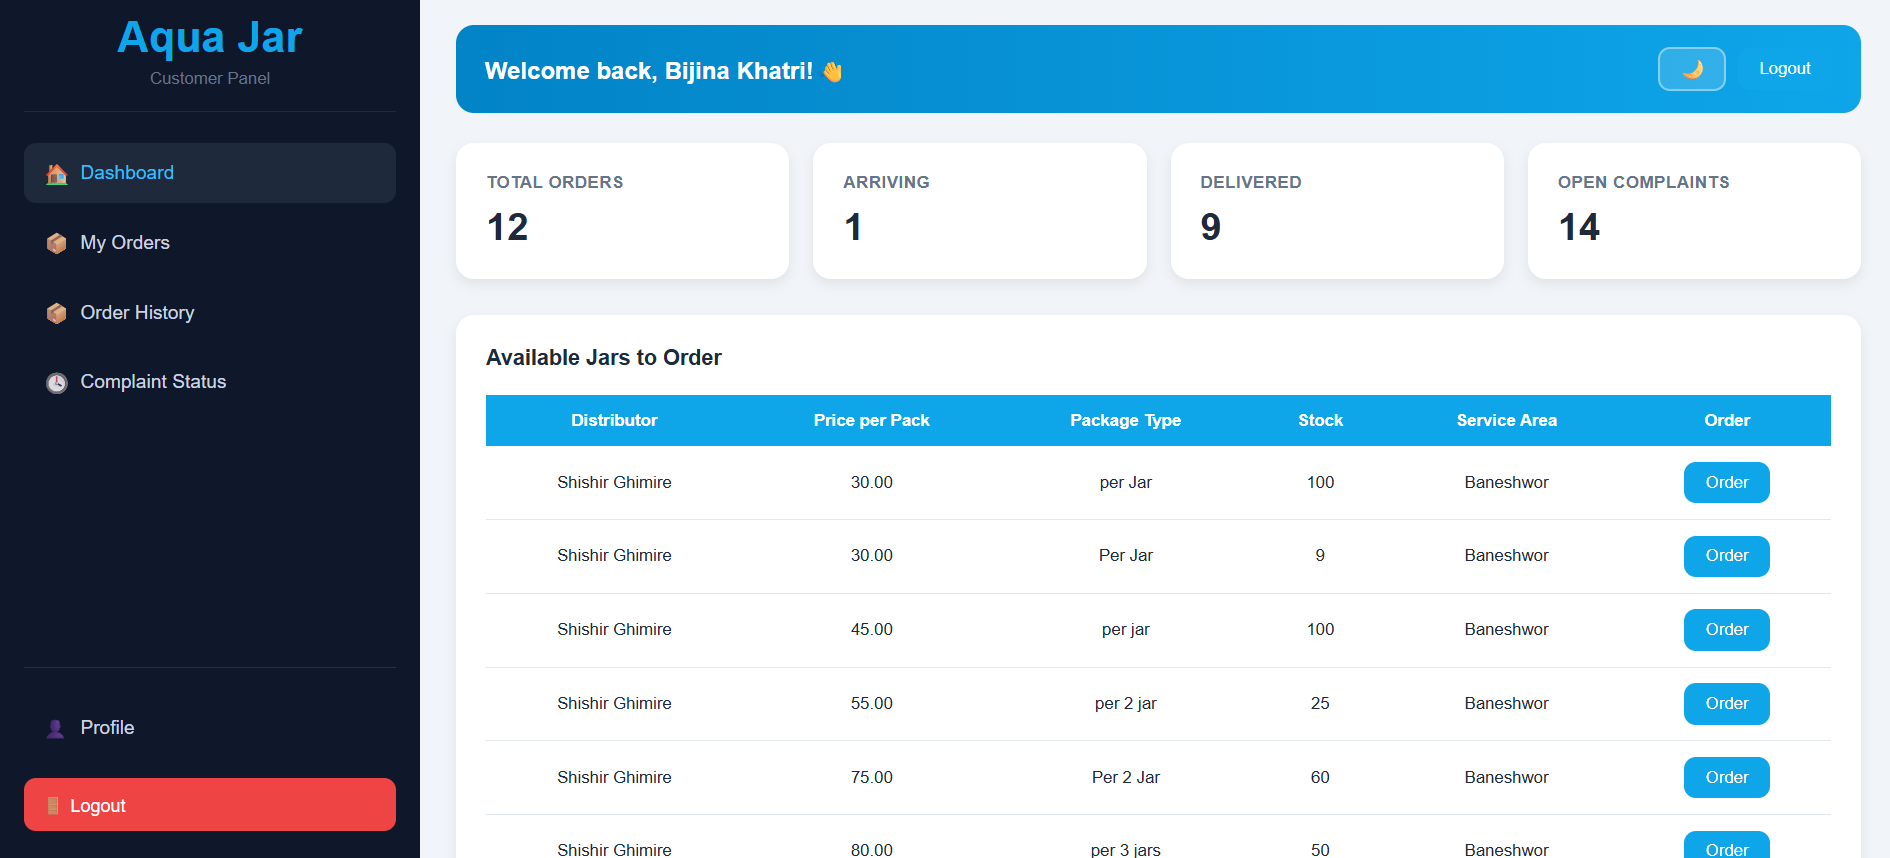 Aqua Jar
Customer Panel
Dashboard
My Orders
Order History
Complaint Status
Profile
Logout
Welcome back, Bijina Khatri! 👋
Logout
TOTAL ORDERS
12
ARRIVING
1
DELIVERED
9
OPEN COMPLAINTS
14
Available Jars to Order
Distributor Price per Pack Package Type Stock Service Area Order
Shishir Ghimire 30.00 per Jar 100 Baneshwor Order
Shishir Ghimire 30.00 Per Jar 9 Baneshwor Order
Shishir Ghimire 45.00 per jar 100 Baneshwor Order
Shishir Ghimire 55.00 per 2 jar 25 Baneshwor Order
Shishir Ghimire 75.00 Per 2 Jar 60 Baneshwor Order
Shishir Ghimire 80.00 per 3 jars 50 Baneshwor Order